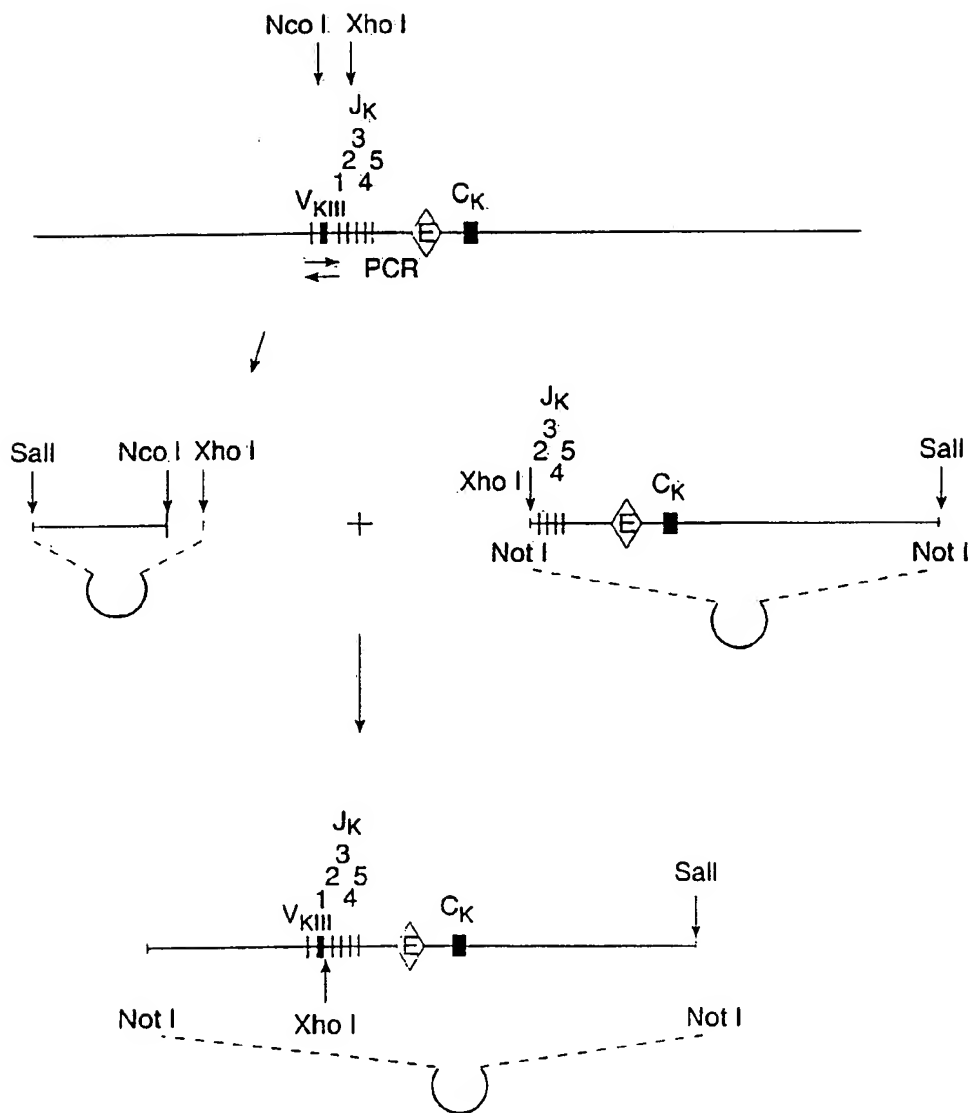 Nco I Xho I
JK
3
2 5
1 4
VKIII CK
E
PCR
SalI Nco I Xho I
JK
3
2 5
4
Xho I CK SalI
+ E
Not I Not I
JK
3
2 5
1 4
VKIII CK SalI
E
Not I Xho I Not I